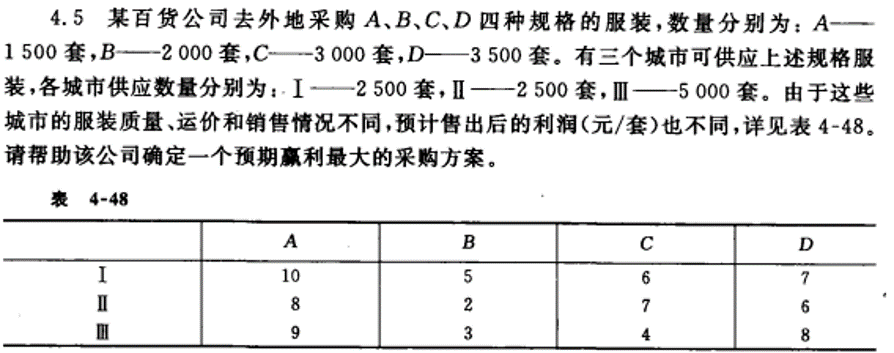 4.5 某百货公司去外地采购 A、B、C、D 四种规格的服装,数量分别为:A——
1 500 套,B——2 000 套,C——3 000 套,D——3 500 套。有三个城市可供应上述规格服
装,各城市供应数量分别为:Ⅰ——2 500 套,Ⅱ——2 500 套,Ⅲ——5 000 套。由于这些
城市的服装质量、运价和销售情况不同,预计售出后的利润(元/套)也不同,详见表 4-48。
请帮助该公司确定一个预期赢利最大的采购方案。
表 4-48
A B C D
Ⅰ 10 5 6 7
Ⅱ 8 2 7 6
Ⅲ 9 3 4 8